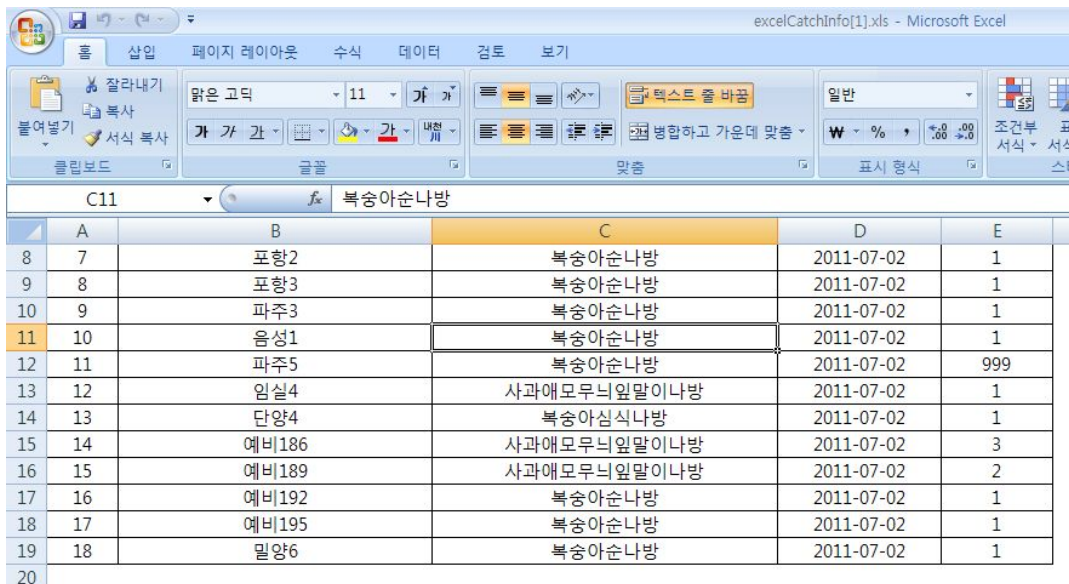 excelCatchInfo[1].xls - Microsoft Excel
홈 삽입 페이지 레이아웃 수식 데이터 검토 보기
붙여넣기 잘라내기 복사 서식 복사
맑은 고딕 11 가 가
가 가 가 가 내천 川
텍스트 줄 바꿈
병합하고 가운데 맞춤
일반
₩ % , .00 .0
조건부 서식
클립보드 글꼴 맞춤 표시 형식
C11 fx 복숭아순나방
A B C D E
8 7 포항2 복숭아순나방 2011-07-02 1
9 8 포항3 복숭아순나방 2011-07-02 1
10 9 파주3 복숭아순나방 2011-07-02 1
11 10 음성1 복숭아순나방 2011-07-02 1
12 11 파주5 복숭아순나방 2011-07-02 999
13 12 임실4 사과애모무늬잎말이나방 2011-07-02 1
14 13 단양4 복숭아심식나방 2011-07-02 1
15 14 예비186 사과애모무늬잎말이나방 2011-07-02 3
16 15 예비189 사과애모무늬잎말이나방 2011-07-02 2
17 16 예비192 복숭아순나방 2011-07-02 1
18 17 예비195 복숭아순나방 2011-07-02 1
19 18 밀양6 복숭아순나방 2011-07-02 1
20